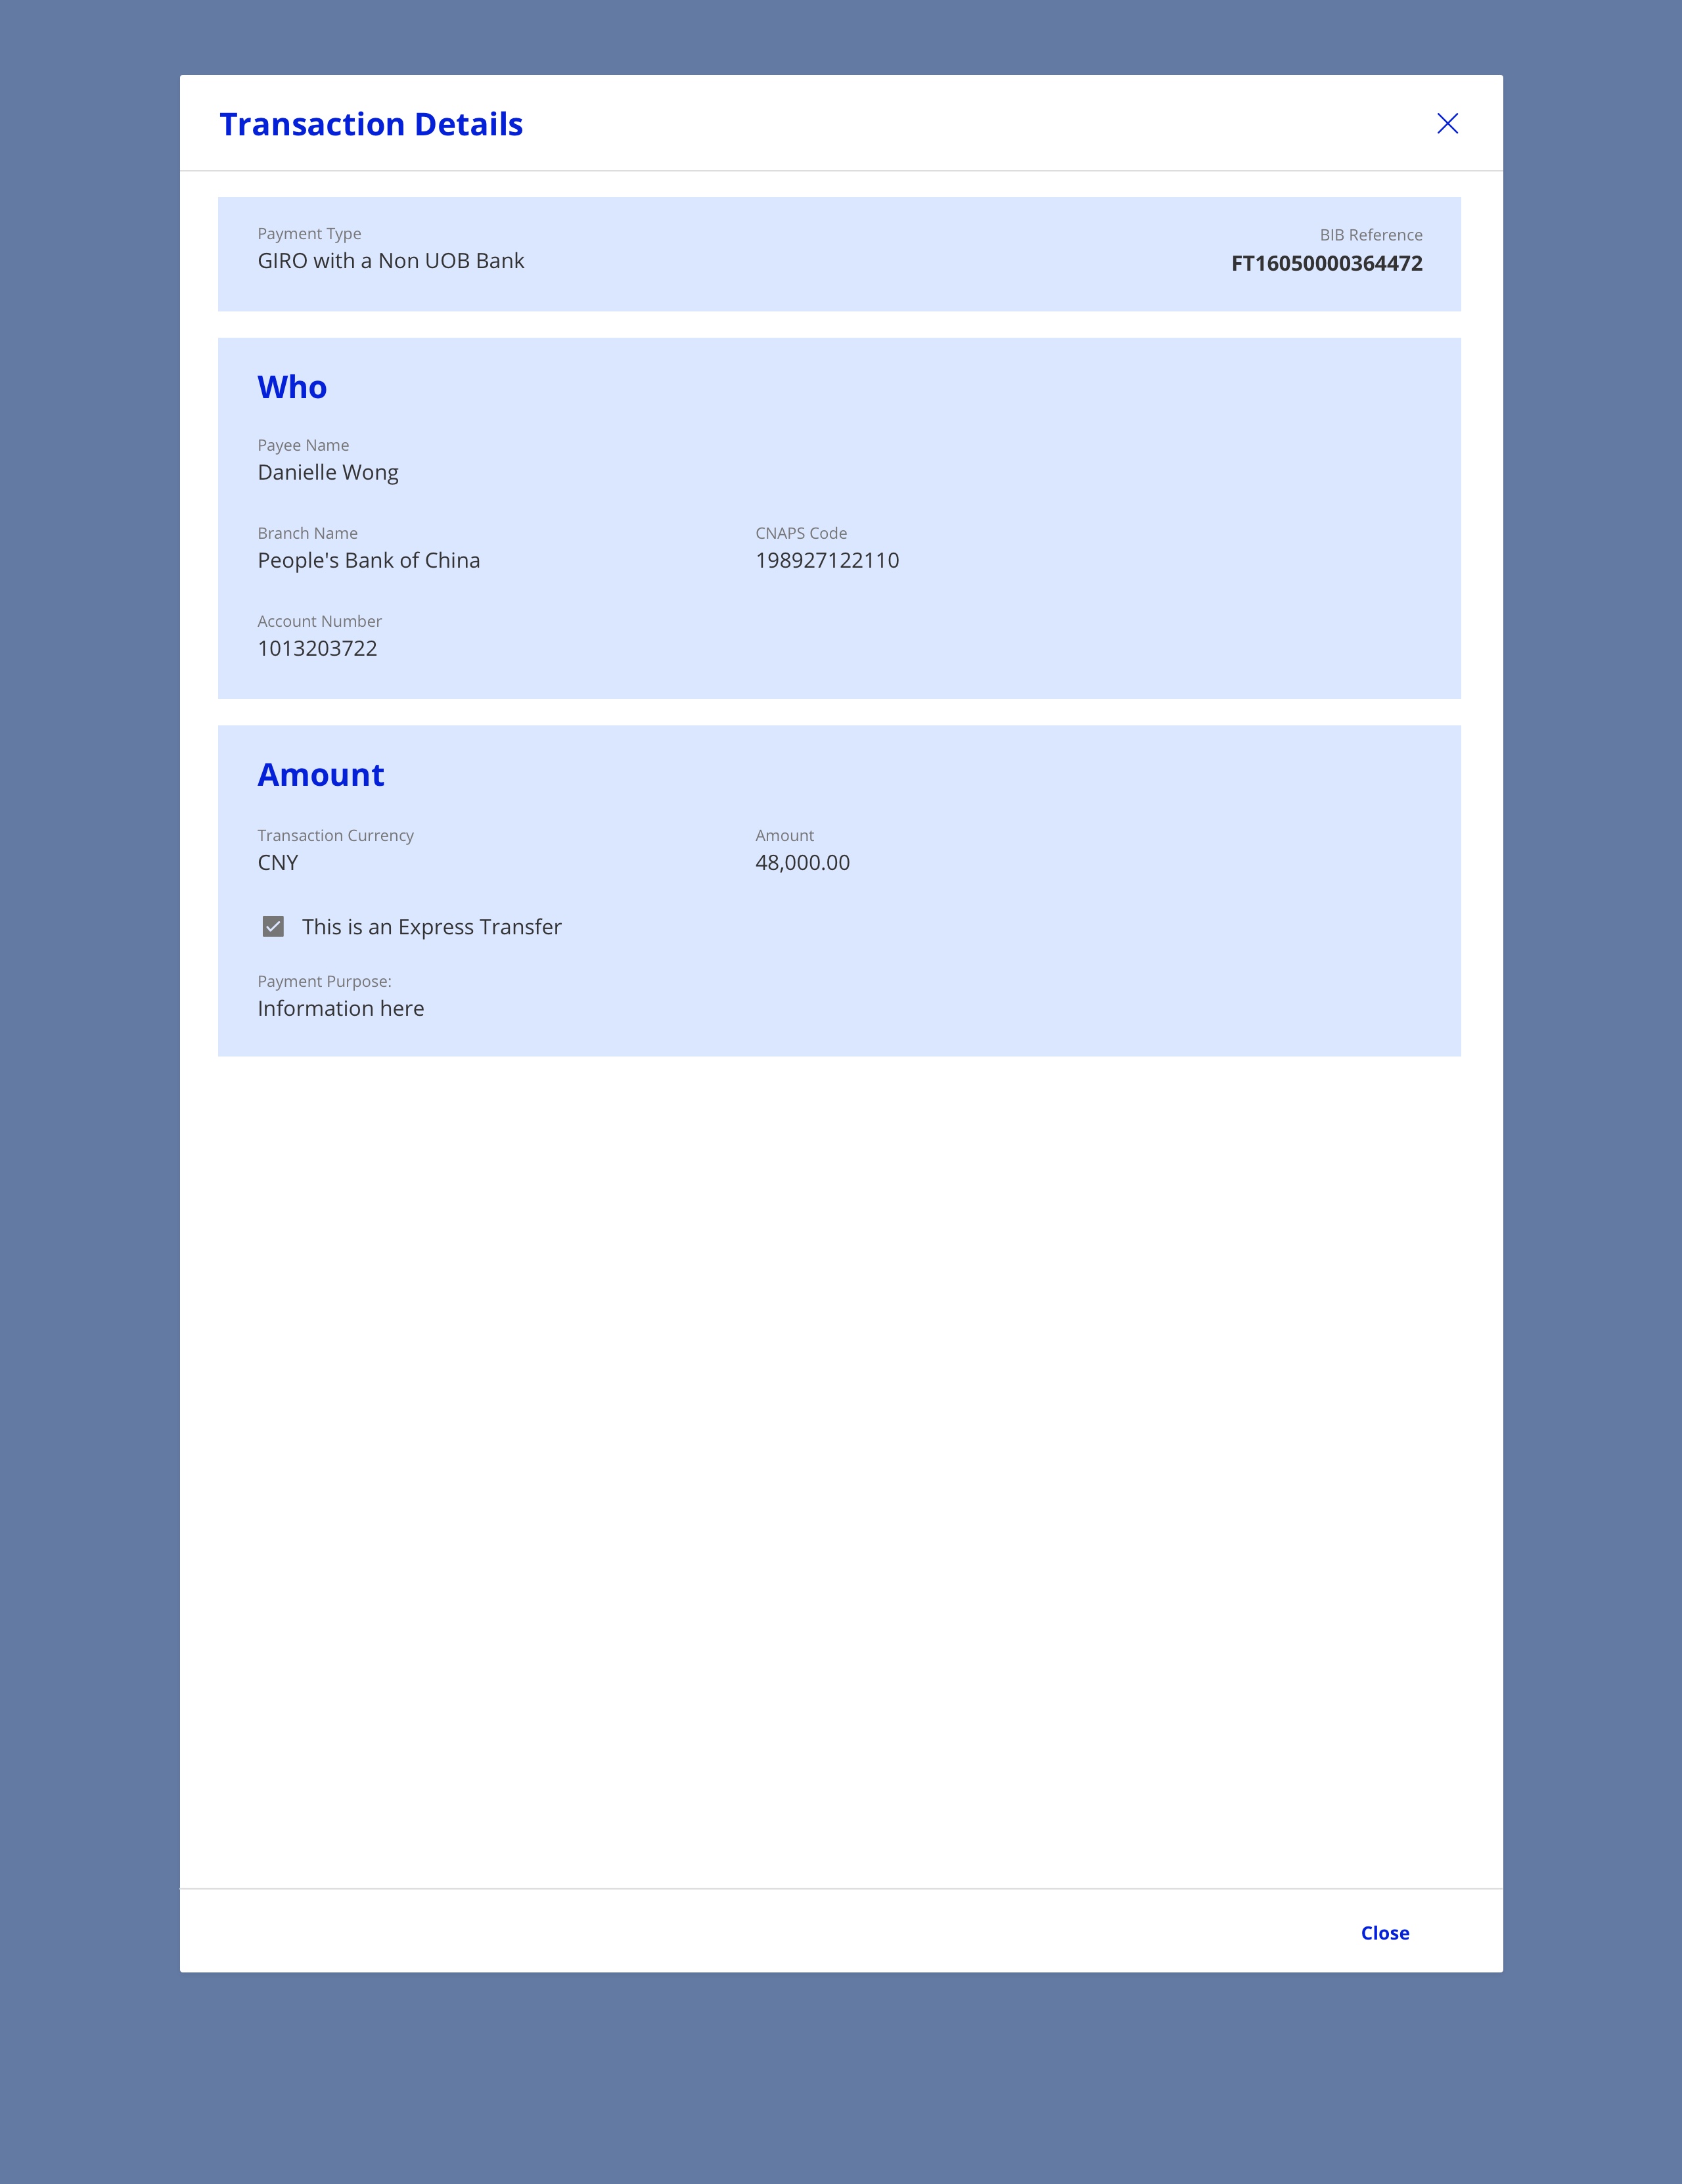 Transaction Details
Payment Type
GIRO with a Non UOB Bank
BIB Reference
FT16050000364472
Who
Payee Name
Danielle Wong
Branch Name
People's Bank of China
CNAPS Code
198927122110
Account Number
1013203722
Amount
Transaction Currency
CNY
Amount
48,000.00
This is an Express Transfer
Payment Purpose:
Information here
Close